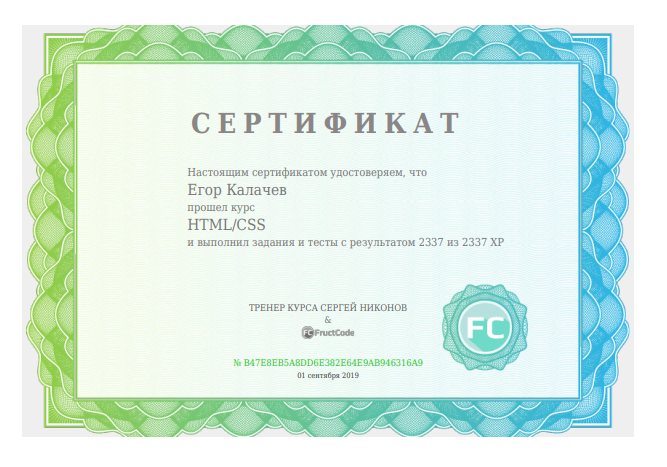 СЕРТИФИКАТ
Настоящим сертификатом удостоверяем, что
Егор Калачев
прошел курс
HTML/CSS
и выполнил задания и тесты с результатом 2337 из 2337 XP
ТРЕНЕР КУРСА СЕРГЕЙ НИКОНОВ
&
FC FructCode
FC
№ B47E8EB5A8DD6E382E64E9AB946316A9
01 сентября 2019